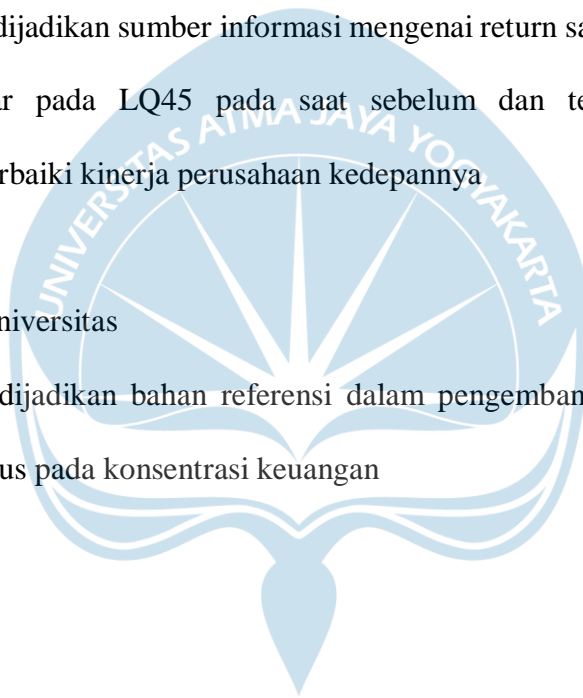 dijadikan sumber informasi mengenai return sa
ar pada LQ45 pada saat sebelum dan te
UNIVERSITAS ATMA JAYA YOGYAKARTA
rbaiki kinerja perusahaan kedepannya
niversitas
dijadikan bahan referensi dalam pengemban
us pada konsentrasi keuangan